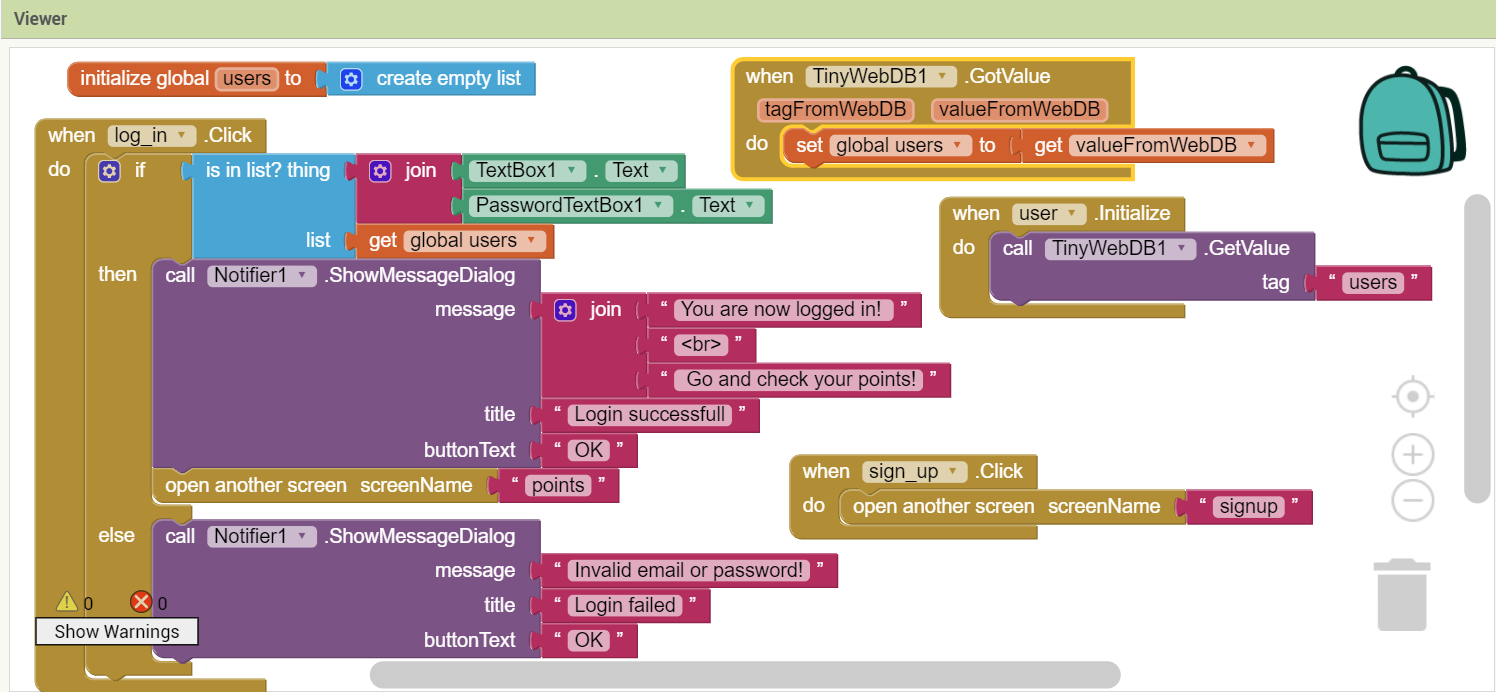 Viewer
initialize global users to create empty list
when log_in .Click
do if is in list? thing join TextBox1 . Text
PasswordTextBox1 . Text
list get global users
then call Notifier1 .ShowMessageDialog
message join “ You are now logged in! ”
“ <br> ”
“ Go and check your points! ”
title “ Login successfull ”
buttonText “ OK ”
open another screen screenName “ points ”
else call Notifier1 .ShowMessageDialog
message “ Invalid email or password! ”
title “ Login failed ”
buttonText “ OK ”
0 0
Show Warnings
when TinyWebDB1 .GotValue
tagFromWebDB valueFromWebDB
do set global users to get valueFromWebDB
when user .Initialize
do call TinyWebDB1 .GetValue
tag “ users ”
when sign_up .Click
do open another screen screenName “ signup ”